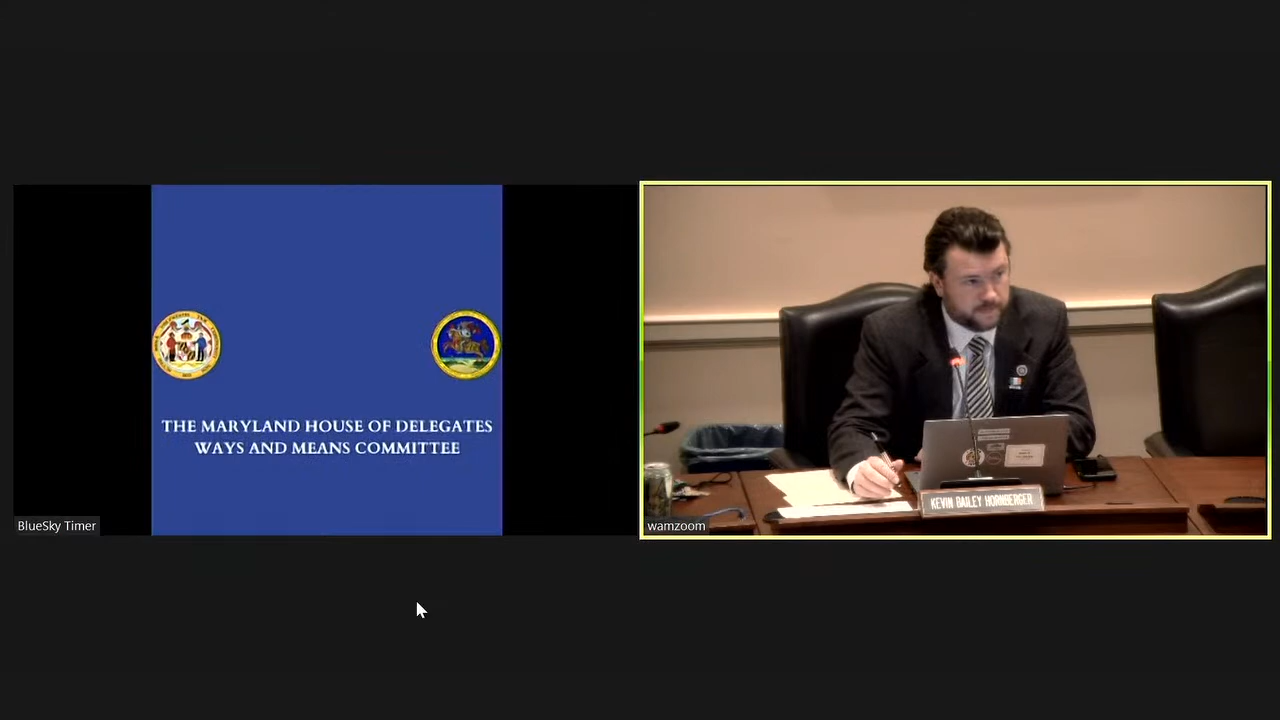 THE MARYLAND HOUSE OF DELEGATES
WAYS AND MEANS COMMITTEE
BlueSky Timer
KEVIN BAILEY HORNBERGER
wamzoom